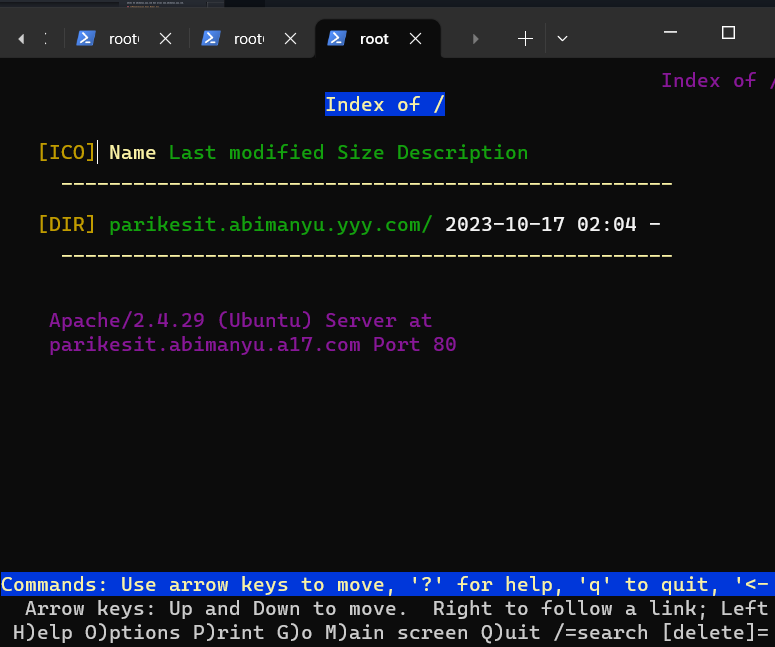 root
root
root
Index of /
Index of /
[ICO] Name Last modified Size Description
[DIR] parikesit.abimanyu.yyy.com/ 2023-10-17 02:04 -
Apache/2.4.29 (Ubuntu) Server at
parikesit.abimanyu.a17.com Port 80
Commands: Use arrow keys to move, '?' for help, 'q' to quit, '<-
Arrow keys: Up and Down to move. Right to follow a link; Left
H)elp O)ptions P)rint G)o M)ain screen Q)uit /=search [delete]=